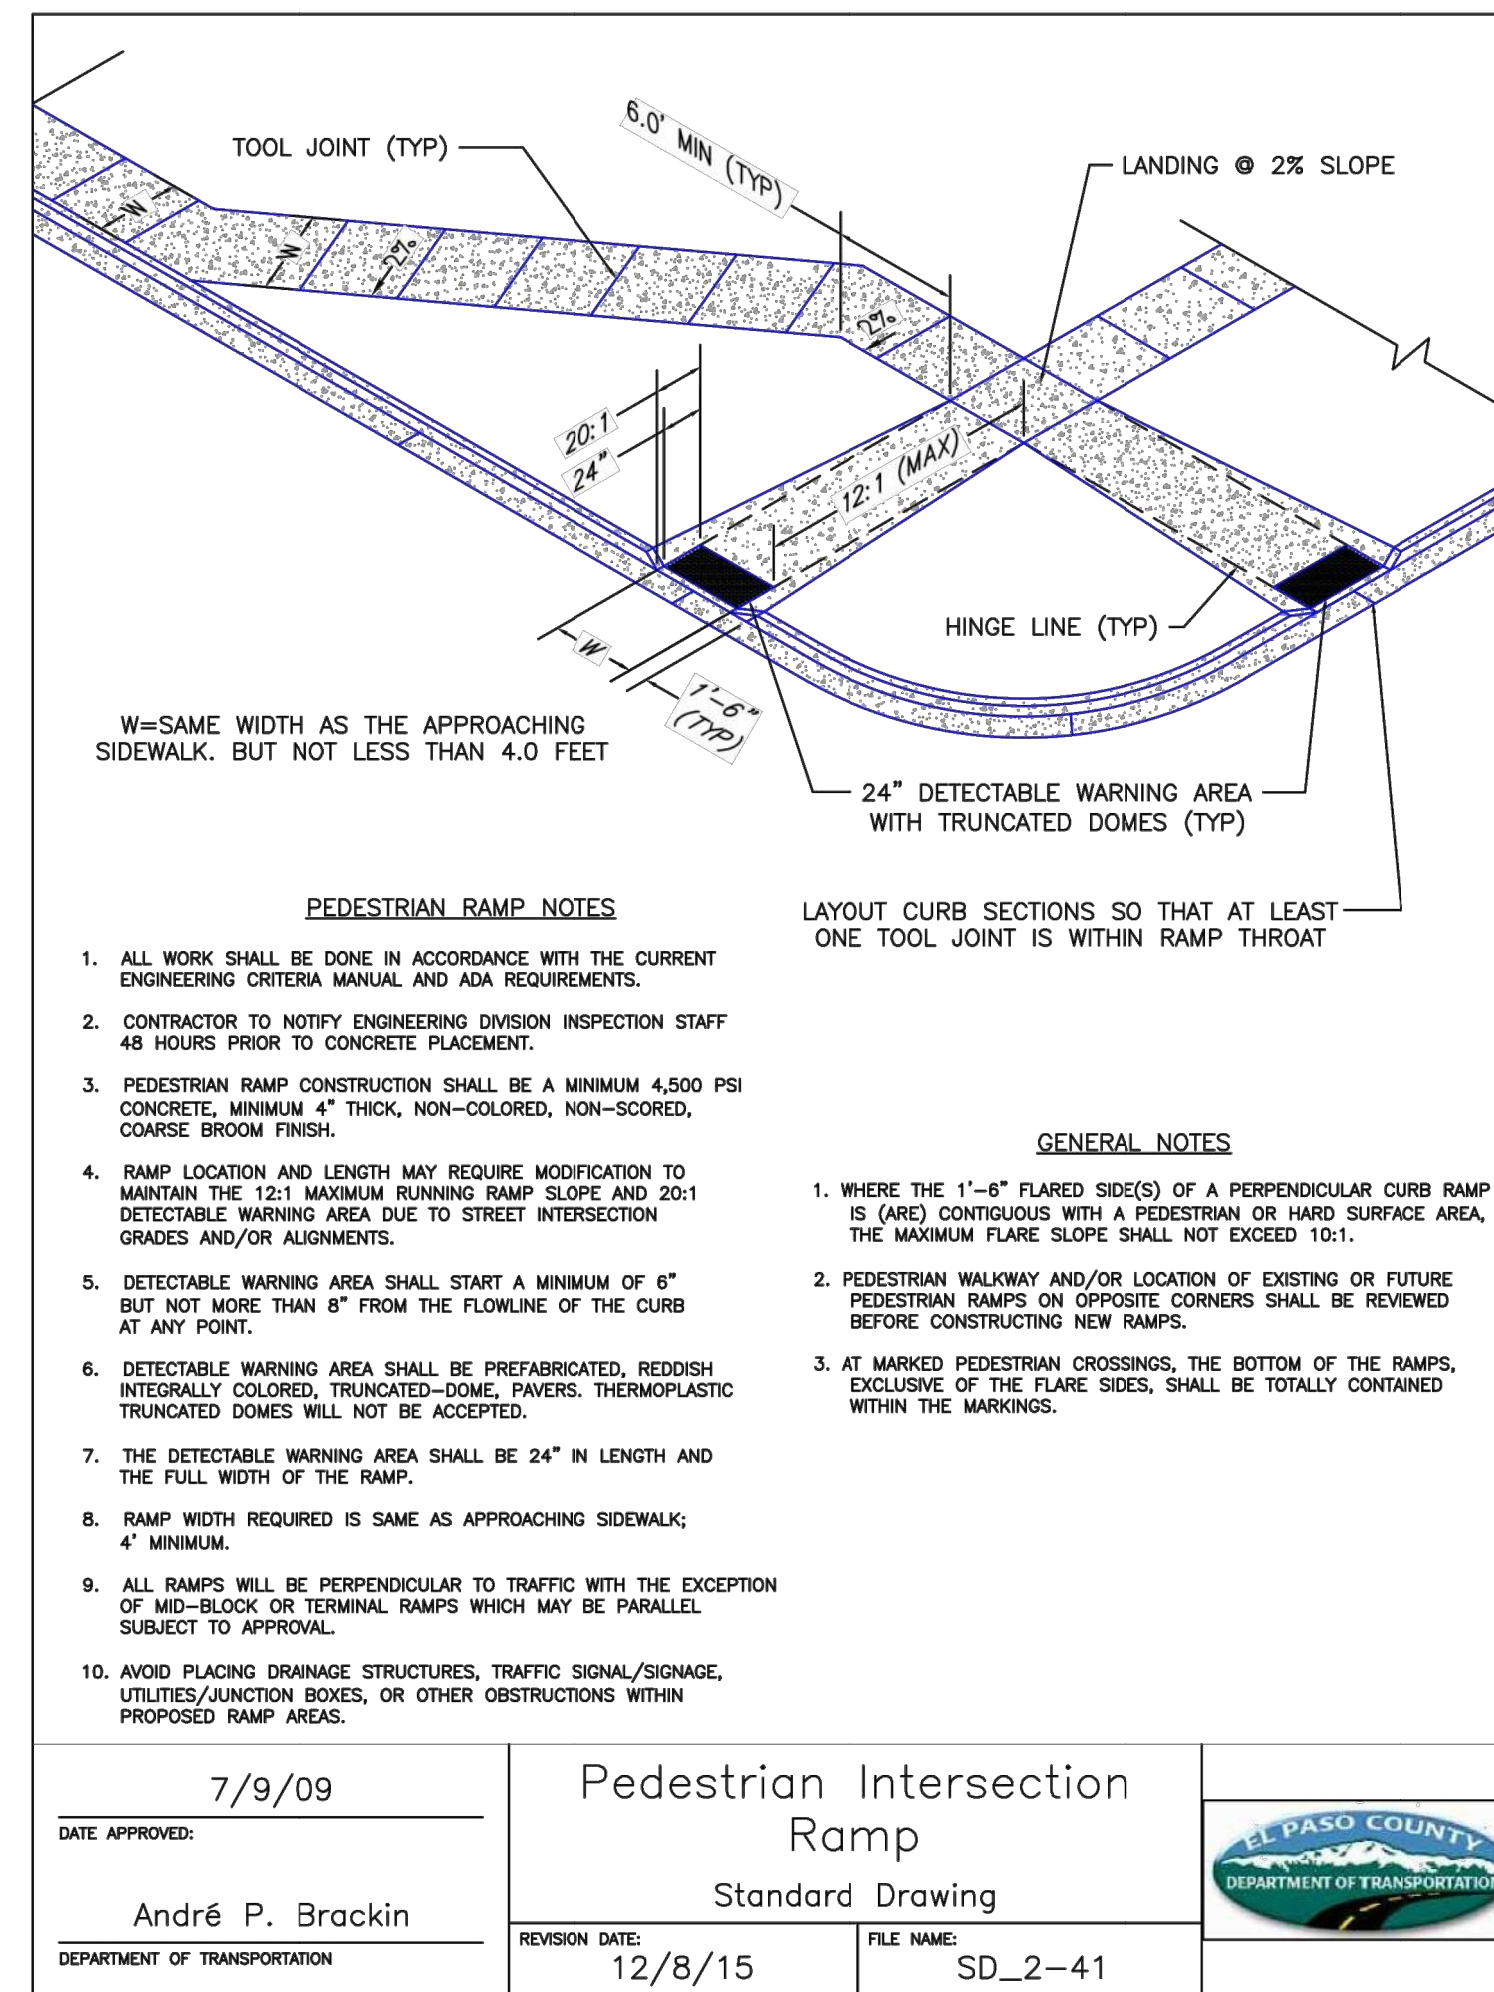 TOOL JOINT (TYP)
6.0' MIN (TYP)
LANDING @ 2% SLOPE
W
W
2%
2%
20:1
24"
12:1 (MAX)
HINGE LINE (TYP)
W
1'-6"
(TYP)
W=SAME WIDTH AS THE APPROACHING
SIDEWALK. BUT NOT LESS THAN 4.0 FEET
24" DETECTABLE WARNING AREA
WITH TRUNCATED DOMES (TYP)
LAYOUT CURB SECTIONS SO THAT AT LEAST
ONE TOOL JOINT IS WITHIN RAMP THROAT
PEDESTRIAN RAMP NOTES
1. ALL WORK SHALL BE DONE IN ACCORDANCE WITH THE CURRENT
ENGINEERING CRITERIA MANUAL AND ADA REQUIREMENTS.
2. CONTRACTOR TO NOTIFY ENGINEERING DIVISION INSPECTION STAFF
48 HOURS PRIOR TO CONCRETE PLACEMENT.
3. PEDESTRIAN RAMP CONSTRUCTION SHALL BE A MINIMUM 4,500 PSI
CONCRETE, MINIMUM 4" THICK, NON-COLORED, NON-SCORED,
COARSE BROOM FINISH.
4. RAMP LOCATION AND LENGTH MAY REQUIRE MODIFICATION TO
MAINTAIN THE 12:1 MAXIMUM RUNNING RAMP SLOPE AND 20:1
DETECTABLE WARNING AREA DUE TO STREET INTERSECTION
GRADES AND/OR ALIGNMENTS.
5. DETECTABLE WARNING AREA SHALL START A MINIMUM OF 6"
BUT NOT MORE THAN 8" FROM THE FLOWLINE OF THE CURB
AT ANY POINT.
6. DETECTABLE WARNING AREA SHALL BE PREFABRICATED, REDDISH
INTEGRALLY COLORED, TRUNCATED-DOME, PAVERS. THERMOPLASTIC
TRUNCATED DOMES WILL NOT BE ACCEPTED.
7. THE DETECTABLE WARNING AREA SHALL BE 24" IN LENGTH AND
THE FULL WIDTH OF THE RAMP.
8. RAMP WIDTH REQUIRED IS SAME AS APPROACHING SIDEWALK;
4' MINIMUM.
9. ALL RAMPS WILL BE PERPENDICULAR TO TRAFFIC WITH THE EXCEPTION
OF MID-BLOCK OR TERMINAL RAMPS WHICH MAY BE PARALLEL
SUBJECT TO APPROVAL.
10. AVOID PLACING DRAINAGE STRUCTURES, TRAFFIC SIGNAL/SIGNAGE,
UTILITIES/JUNCTION BOXES, OR OTHER OBSTRUCTIONS WITHIN
PROPOSED RAMP AREAS.
GENERAL NOTES
1. WHERE THE 1'-6" FLARED SIDE(S) OF A PERPENDICULAR CURB RAMP
IS (ARE) CONTIGUOUS WITH A PEDESTRIAN OR HARD SURFACE AREA,
THE MAXIMUM FLARE SLOPE SHALL NOT EXCEED 10:1.
2. PEDESTRIAN WALKWAY AND/OR LOCATION OF EXISTING OR FUTURE
PEDESTRIAN RAMPS ON OPPOSITE CORNERS SHALL BE REVIEWED
BEFORE CONSTRUCTING NEW RAMPS.
3. AT MARKED PEDESTRIAN CROSSINGS, THE BOTTOM OF THE RAMPS,
EXCLUSIVE OF THE FLARE SIDES, SHALL BE TOTALLY CONTAINED
WITHIN THE MARKINGS.
7/9/09
DATE APPROVED:
André P. Brackin
DEPARTMENT OF TRANSPORTATION
Pedestrian Intersection
Ramp
Standard Drawing
REVISION DATE:
12/8/15
FILE NAME:
SD_2-41
EL PASO COUNTY
DEPARTMENT OF TRANSPORTATION